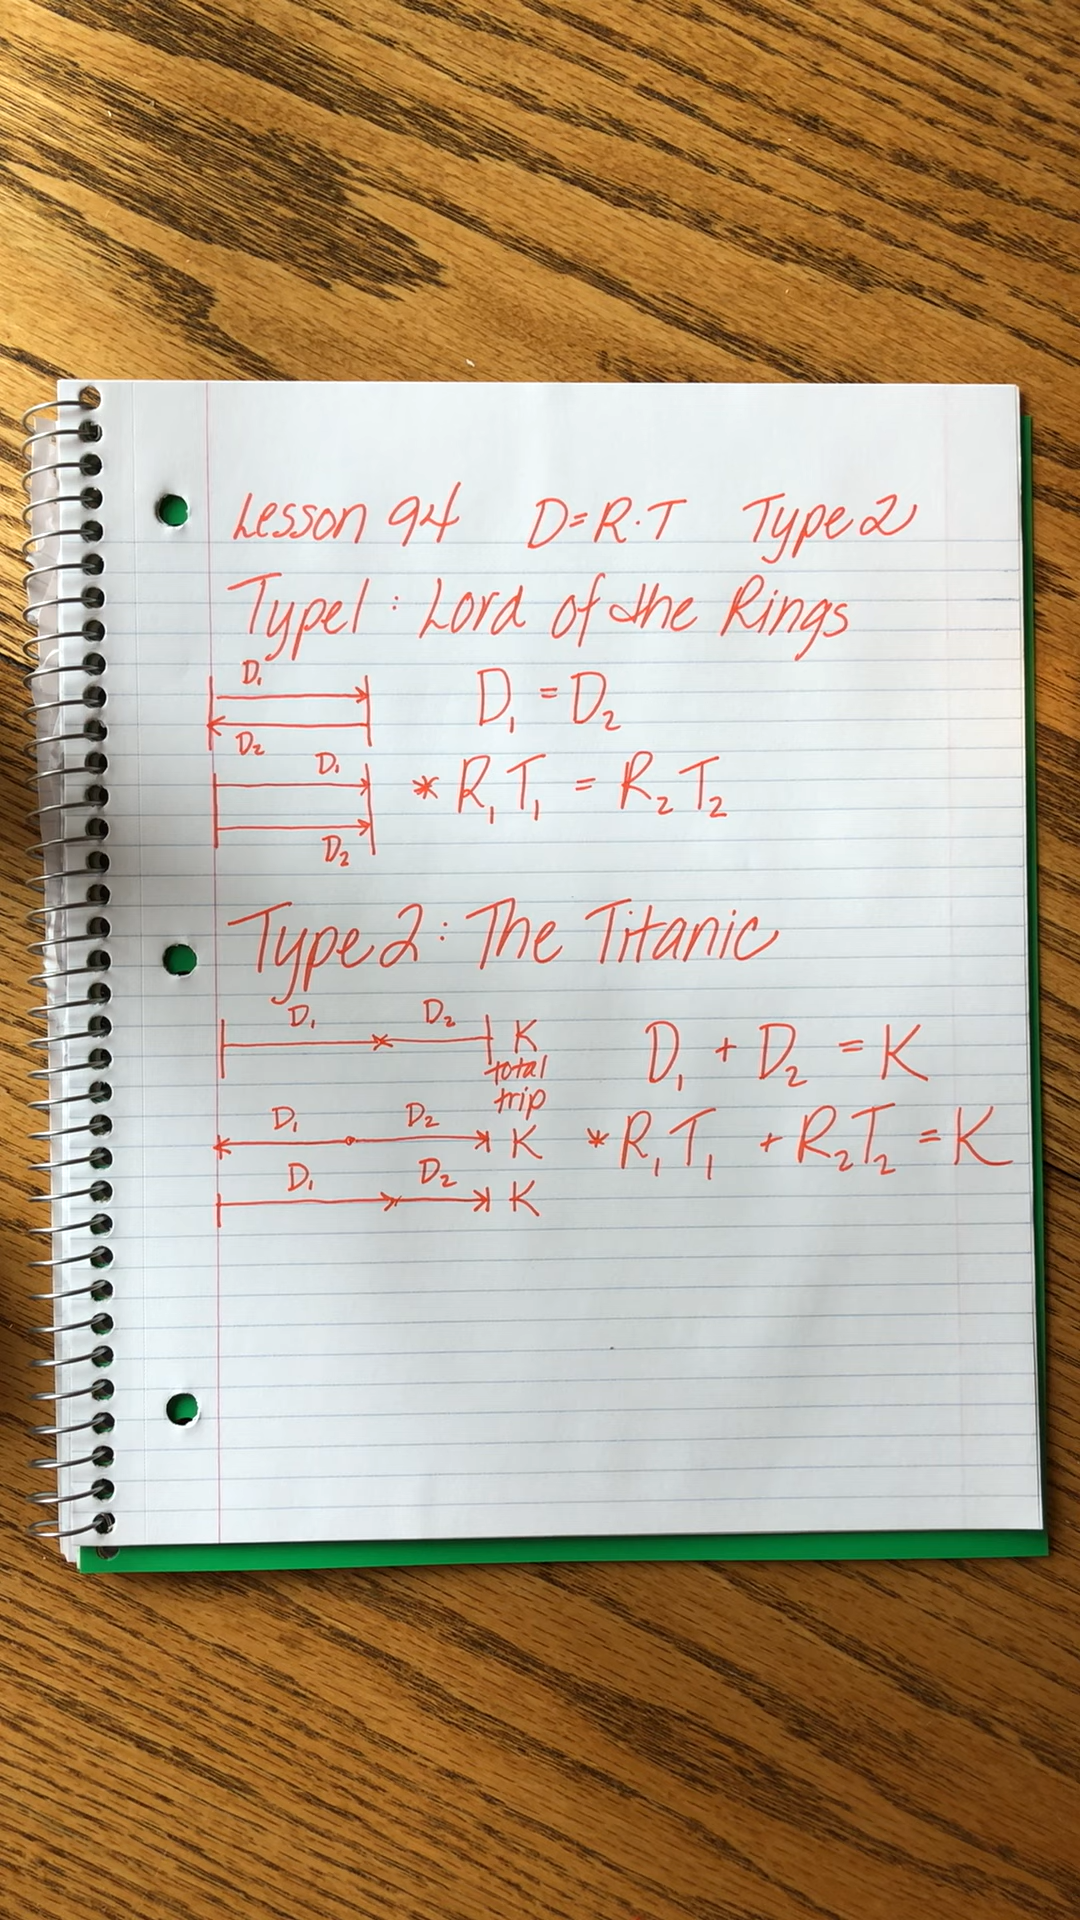 Lesson 94 D=R·T Type 2
Type 1: Lord of the Rings
D₁
D₁ = D₂
D₂
D₁
* R₁T₁ = R₂T₂
D₂
Type 2: The Titanic
D₁ D₂
K D₁ + D₂ = K
total
trip
D₁ D₂
K * R₁T₁ + R₂T₂ = K
D₁ D₂
K